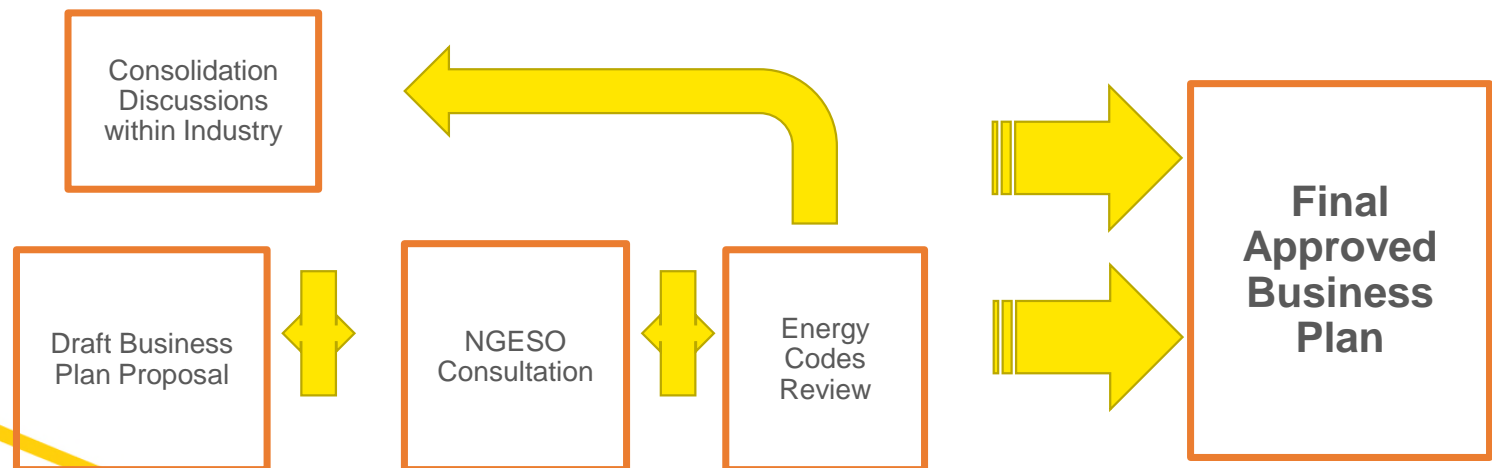 Consolidation
Discussions
within Industry
Draft Business
Plan Proposal
NGESO
Consultation
Energy
Codes
Review
Final
Approved
Business
Plan